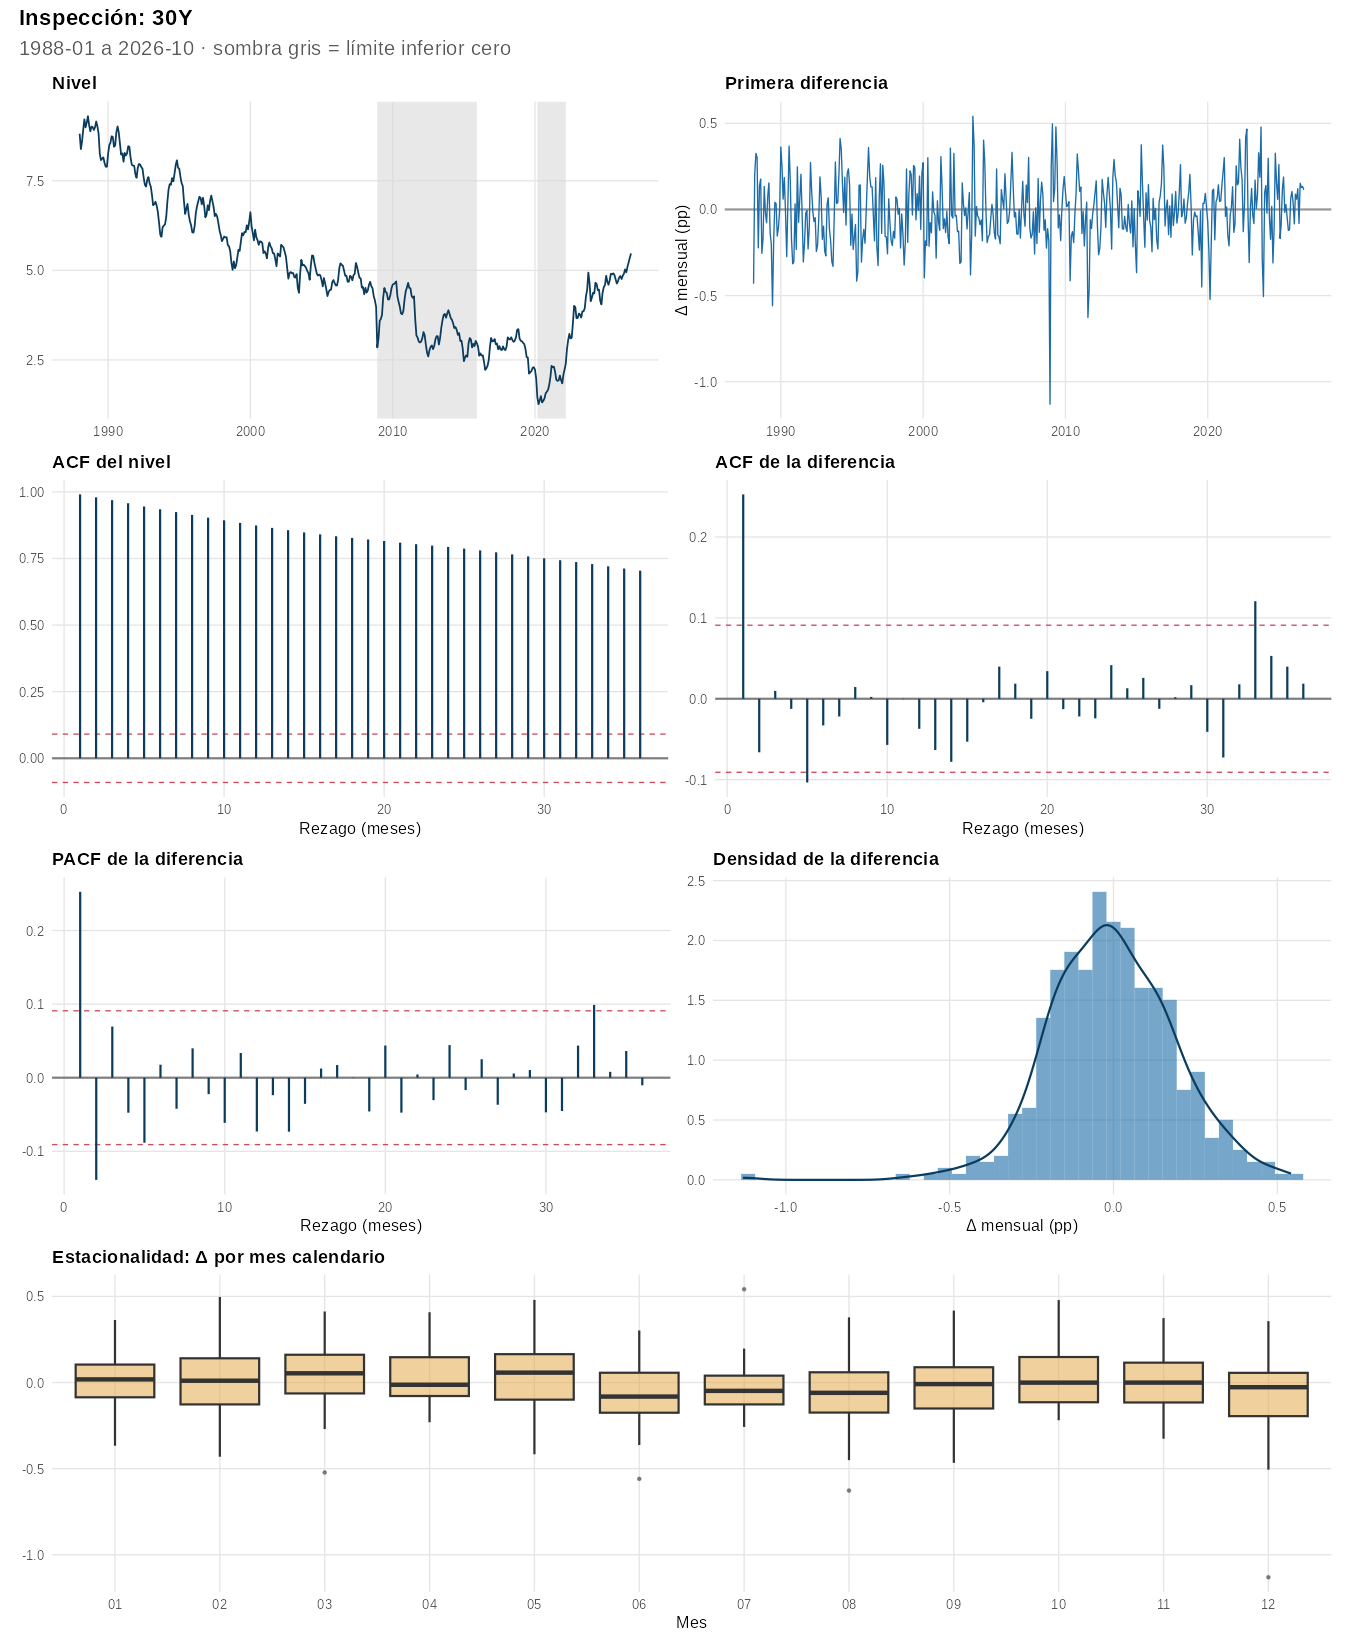 Inspección: 30Y
1988-01 a 2026-10 · sombra gris = límite inferior cero
Nivel
7.5
5.0
2.5
1990 2000 2010 2020
Primera diferencia
Δ mensual (pp)
0.5
0.0
-0.5
-1.0
1990 2000 2010 2020
ACF del nivel
1.00
0.75
0.50
0.25
0.00
0 10 20 30
Rezago (meses)
ACF de la diferencia
0.2
0.1
0.0
-0.1
0 10 20 30
Rezago (meses)
PACF de la diferencia
0.2
0.1
0.0
-0.1
0 10 20 30
Rezago (meses)
Densidad de la diferencia
2.5
2.0
1.5
1.0
0.5
0.0
-1.0 -0.5 0.0 0.5
Δ mensual (pp)
Estacionalidad: Δ por mes calendario
0.5
0.0
-0.5
-1.0
01 02 03 04 05 06 07 08 09 10 11 12
Mes